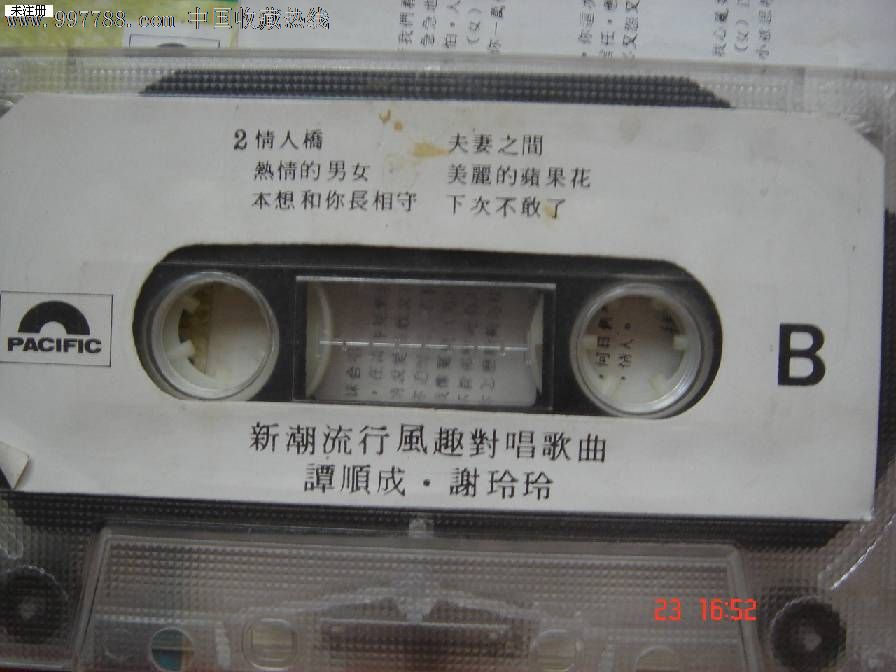 未注册
www.997788.com 中国收藏热线
2 情人橋 夫妻之間
熱情的男女 美麗的蘋果花
本想和你長相守 下次不敢了
PACIFIC
B
新潮流行風趣對唱歌曲
譚順成·謝玲玲
23 16:52